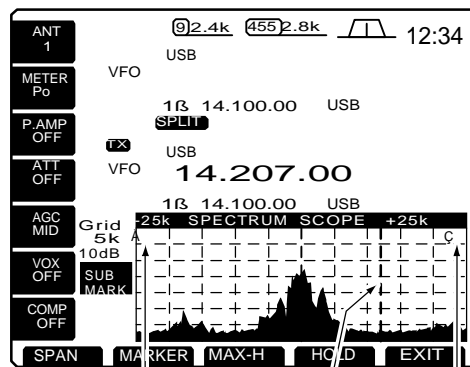 ANT 1
9 2.4k 455 2.8k 12:34
USB
METER Po
VFO
1ß 14.100.00 USB
P.AMP OFF
SPLIT
TX
USB
ATT OFF
VFO 14.207.00
1ß 14.100.00 USB
AGC MID
Grid 5k 10dB
-25k SPECTRUM SCOPE +25k
A Ç
VOX OFF
SUB MARK
COMP OFF
SPAN MARKER MAX-H HOLD EXIT